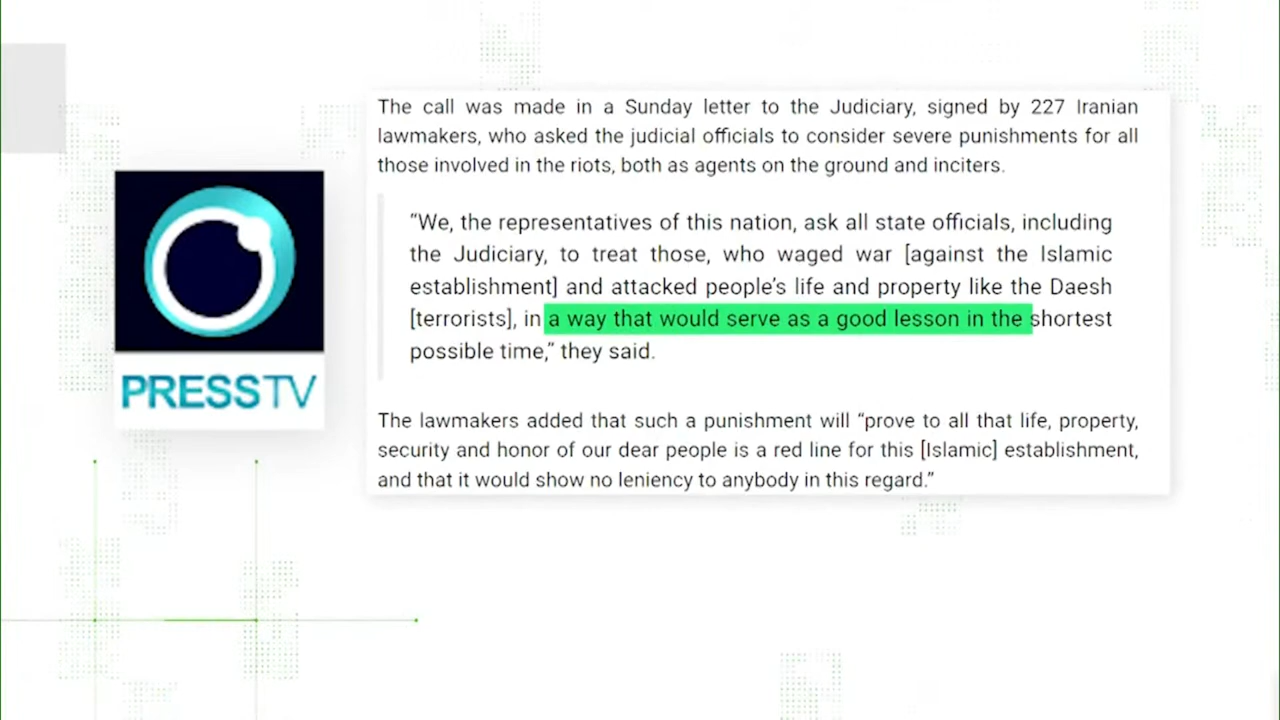 The call was made in a Sunday letter to the Judiciary, signed by 227 Iranian
lawmakers, who asked the judicial officials to consider severe punishments for all
those involved in the riots, both as agents on the ground and inciters.
“We, the representatives of this nation, ask all state officials, including
the Judiciary, to treat those, who waged war [against the Islamic
establishment] and attacked people’s life and property like the Daesh
[terrorists], in a way that would serve as a good lesson in the shortest
possible time,” they said.
The lawmakers added that such a punishment will “prove to all that life, property,
security and honor of our dear people is a red line for this [Islamic] establishment,
and that it would show no leniency to anybody in this regard.”
PRESSTV